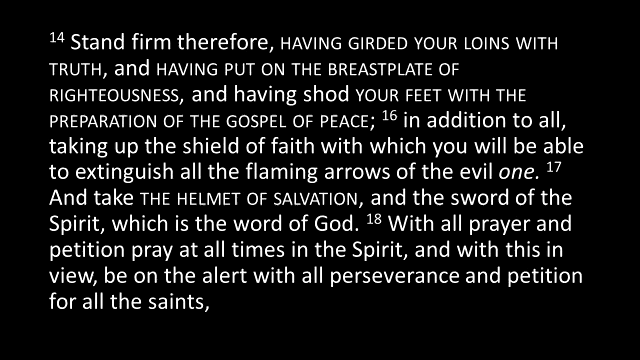 14 Stand firm therefore, HAVING GIRDED YOUR LOINS WITH
TRUTH, and HAVING PUT ON THE BREASTPLATE OF
RIGHTEOUSNESS, and having shod YOUR FEET WITH THE
PREPARATION OF THE GOSPEL OF PEACE; 16 in addition to all,
taking up the shield of faith with which you will be able
to extinguish all the flaming arrows of the evil one. 17
And take THE HELMET OF SALVATION, and the sword of the
Spirit, which is the word of God. 18 With all prayer and
petition pray at all times in the Spirit, and with this in
view, be on the alert with all perseverance and petition
for all the saints,